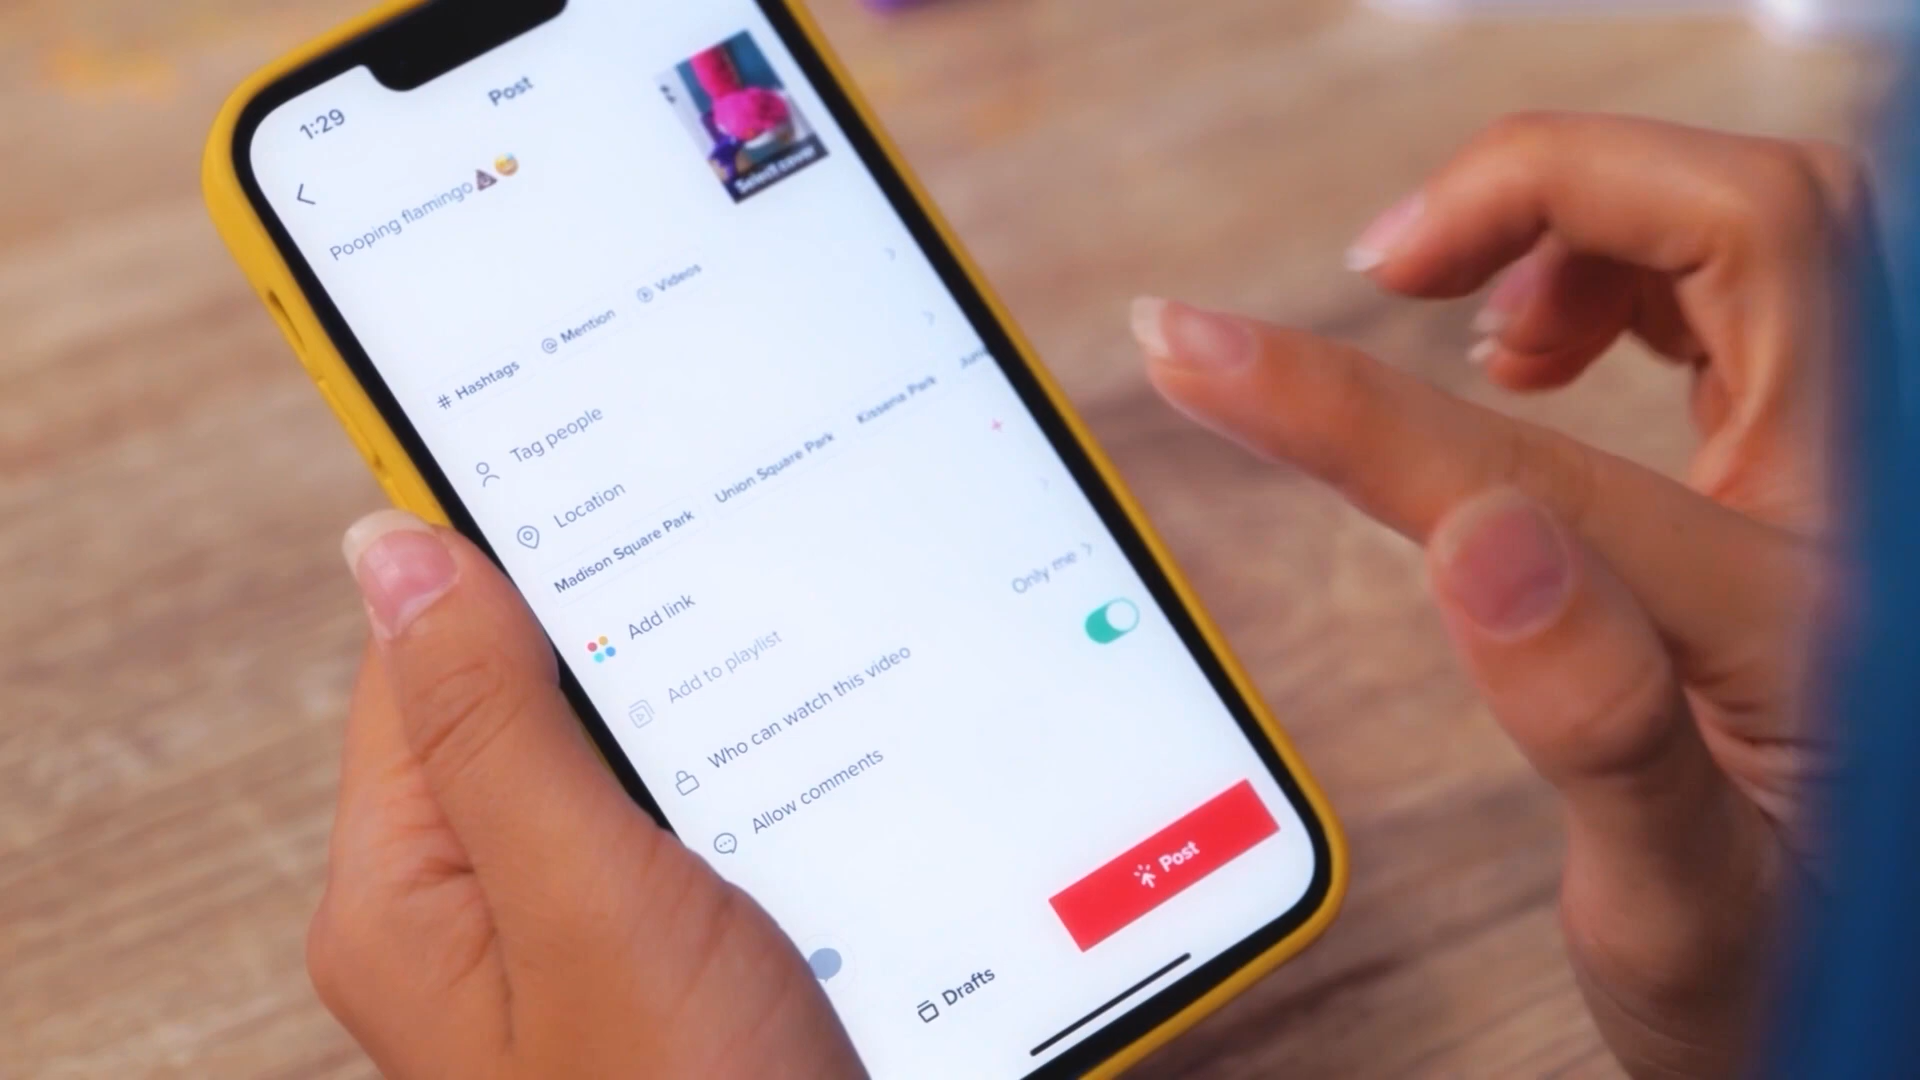 1:29
Post
Pooping flamingo💩😅
Select cover
# Hashtags @ Mention Videos
Tag people
Location
Madison Square Park Union Square Park Kissena Park
Add link
Add to playlist
Who can watch this video Only me
Allow comments
Drafts
Post